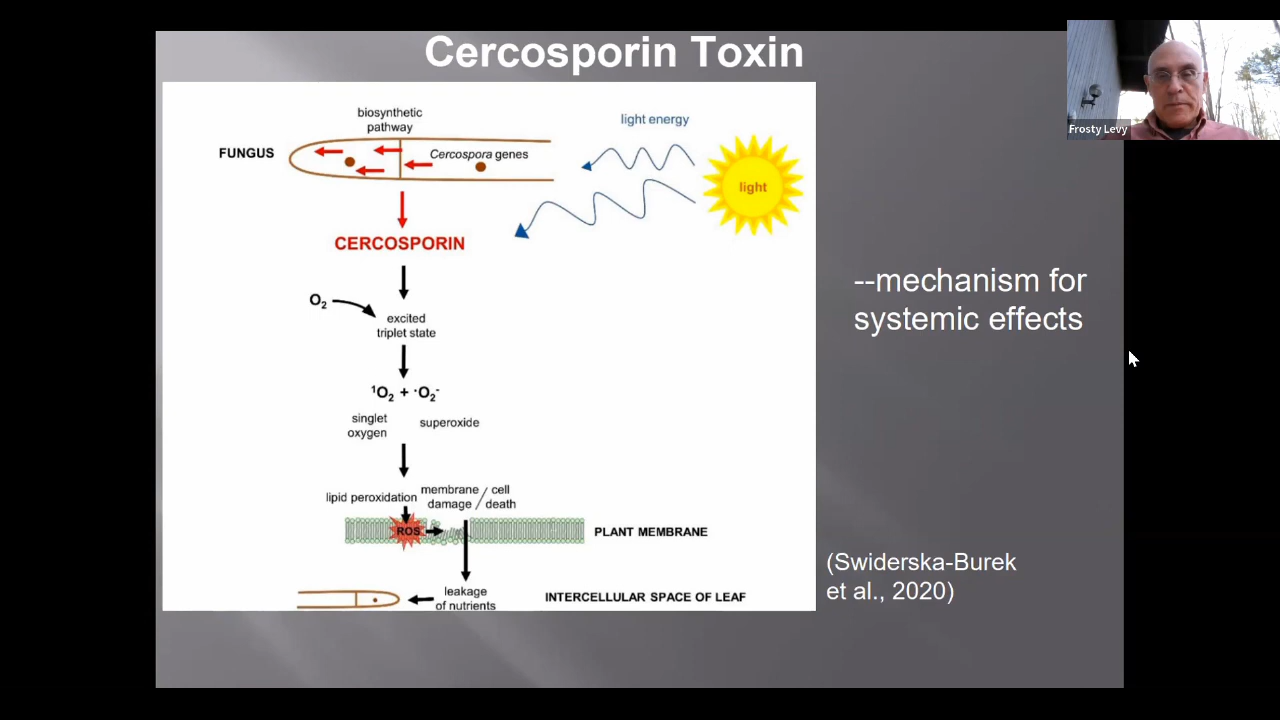 Cercosporin Toxin
Frosty Levy
biosynthetic
pathway
FUNGUS
Cercospora genes
light energy
light
CERCOSPORIN
O₂
excited
triplet state
¹O₂ + ·O₂⁻
singlet
oxygen
superoxide
lipid peroxidation
membrane / cell
damage / death
ROS
PLANT MEMBRANE
leakage
of nutrients
INTERCELLULAR SPACE OF LEAF
--mechanism for
systemic effects
(Swiderska-Burek
et al., 2020)